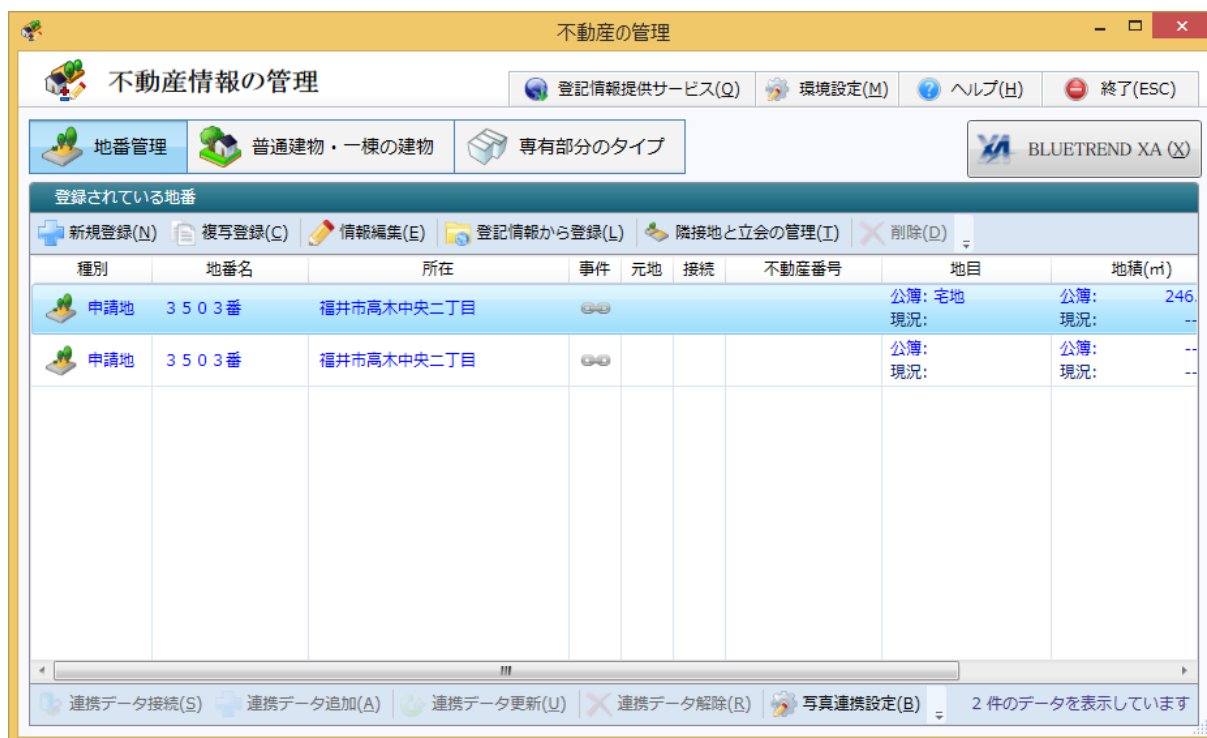 不動産の管理
不動産情報の管理
登記情報提供サービス(Q) 環境設定(M) ヘルプ(H) 終了(ESC)
地番管理 普通建物・一棟の建物 専有部分のタイプ BLUETREND XA (X)
登録されている地番
新規登録(N) 複写登録(C) 情報編集(E) 登記情報から登録(L) 隣接地と立会の管理(I) 削除(D)
種別 地番名 所在 事件 元地 接続 不動産番号 地目 地積(㎡)
申請地 3503番 福井市高木中央二丁目 公簿: 宅地 公簿: 246.
現況: 現況: --
申請地 3503番 福井市高木中央二丁目 公簿: 公簿: --
現況: 現況: --
連携データ接続(S) 連携データ追加(A) 連携データ更新(U) 連携データ解除(R) 写真連携設定(B) 2 件のデータを表示しています